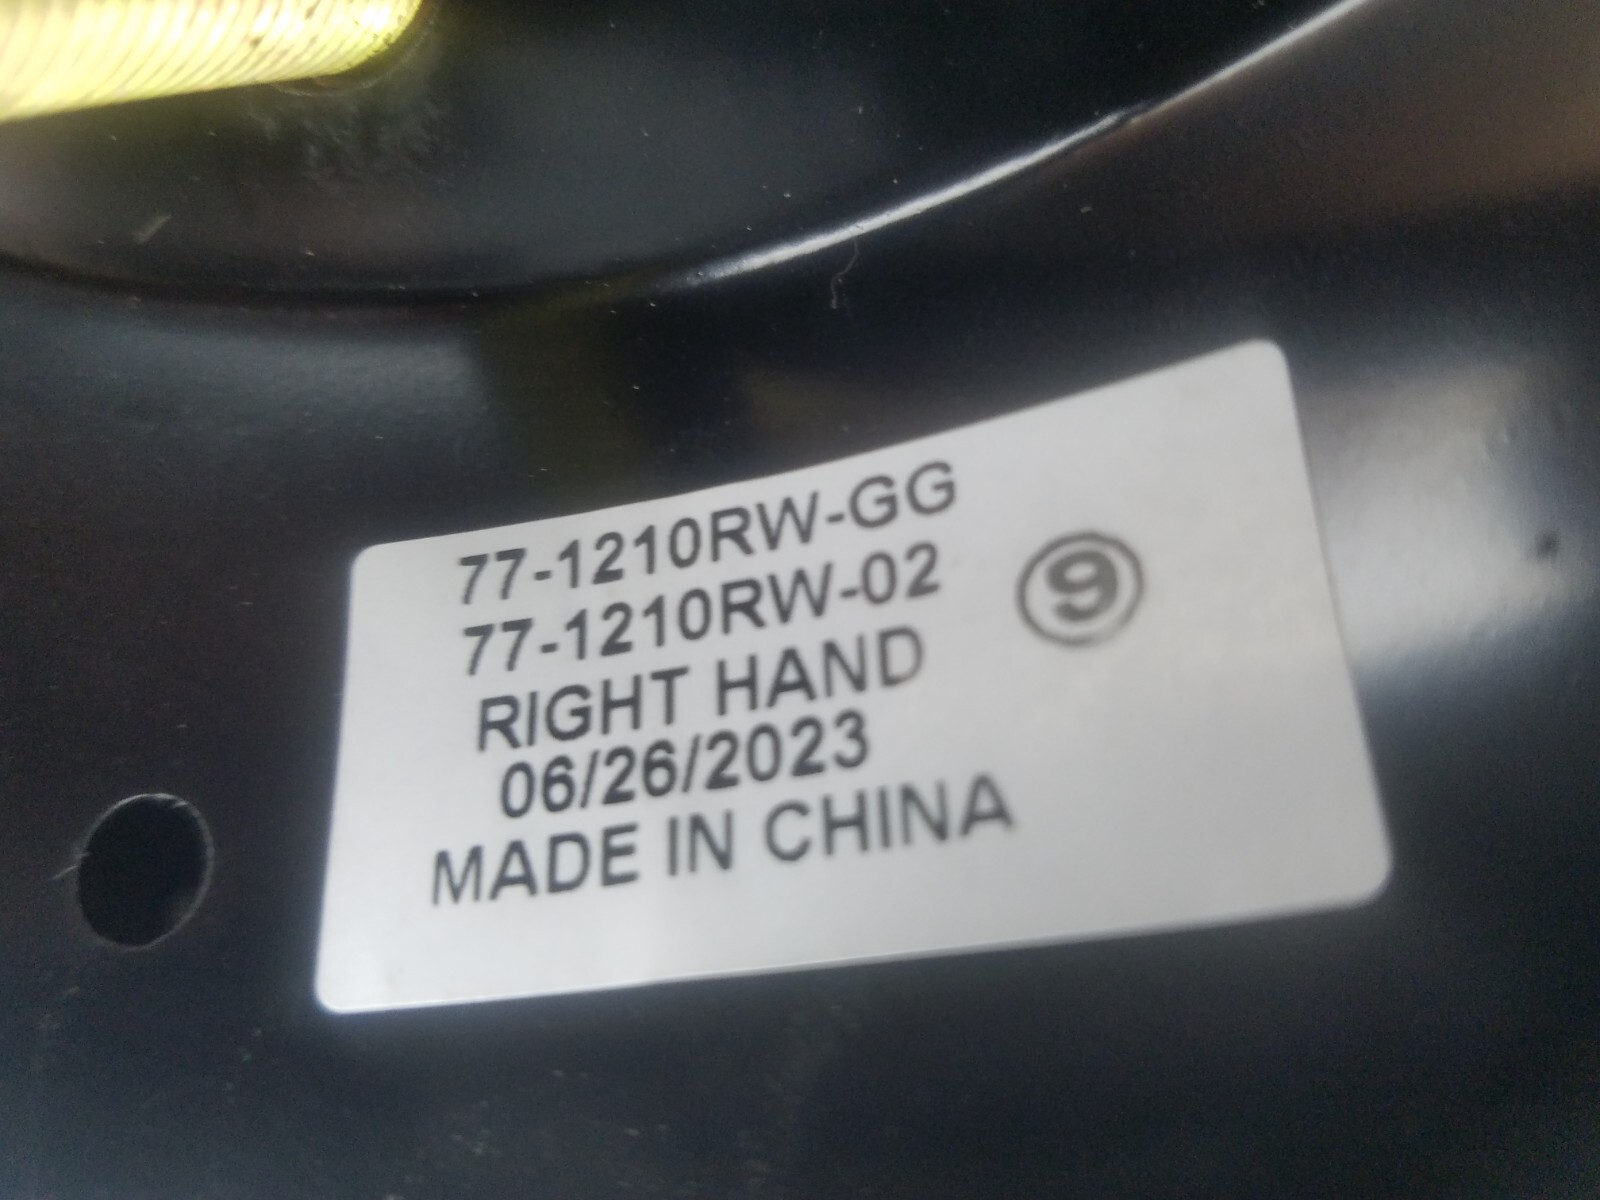 77-1210RW-GG
77-1210RW-02
9
RIGHT HAND
06/26/2023
MADE IN CHINA